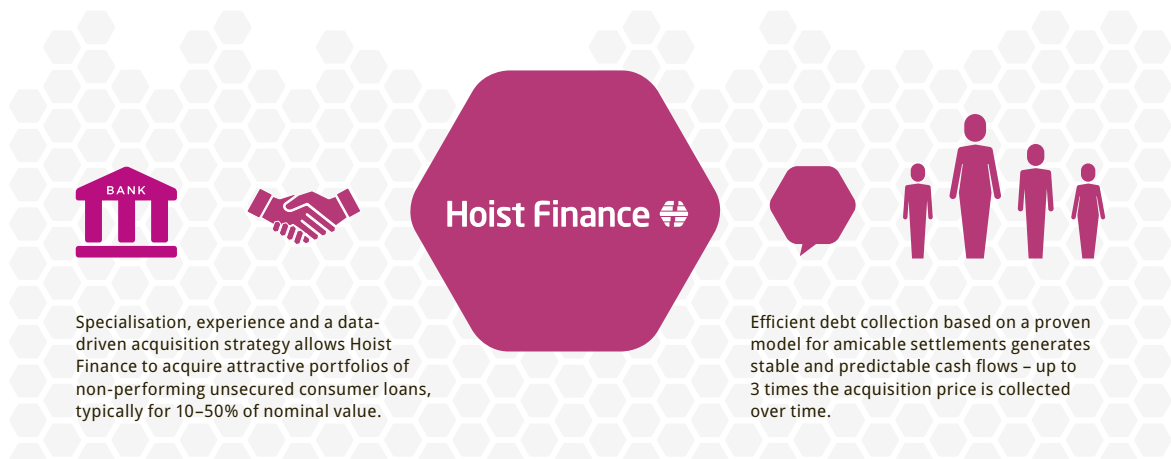 BANK
Hoist Finance
Specialisation, experience and a data-
driven acquisition strategy allows Hoist
Finance to acquire attractive portfolios of
non-performing unsecured consumer loans,
typically for 10–50% of nominal value.
Efficient debt collection based on a proven
model for amicable settlements generates
stable and predictable cash flows – up to
3 times the acquisition price is collected
over time.